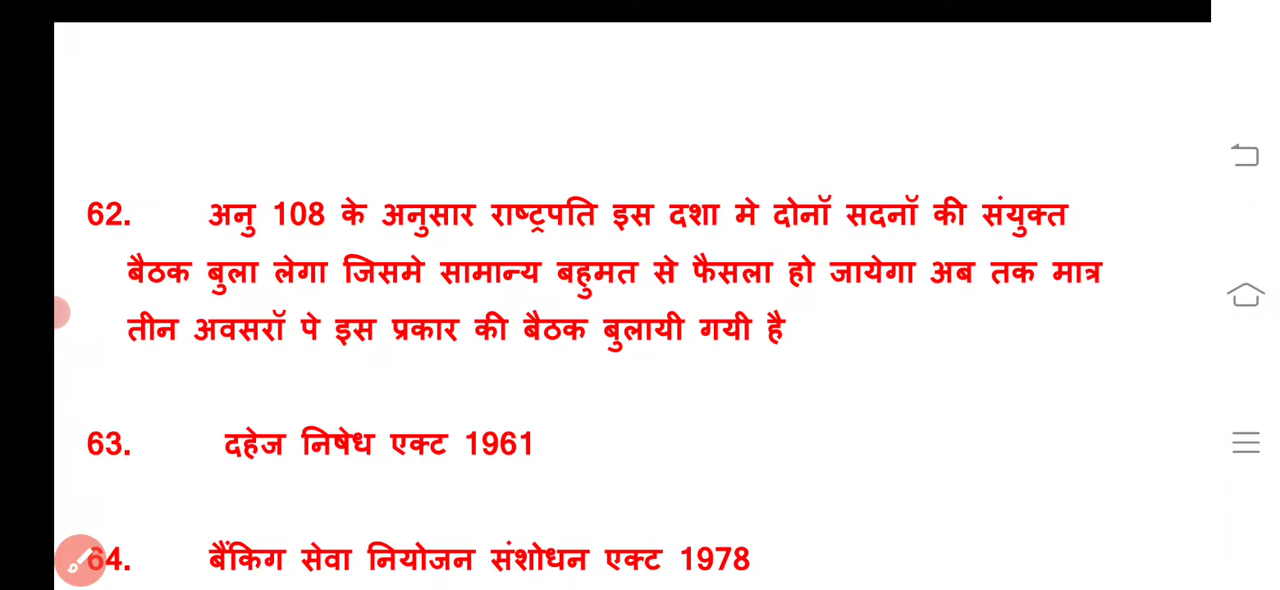 62. अनु 108 के अनुसार राष्ट्रपति इस दशा मे दोनॉ सदनॉ की संयुक्त
बैठक बुला लेगा जिसमे सामान्य बहुमत से फैसला हो जायेगा अब तक मात्र
तीन अवसरॉ पे इस प्रकार की बैठक बुलायी गयी है
63. दहेज निषेध एक्ट 1961
64. बैंकिग सेवा नियोजन संशोधन एक्ट 1978